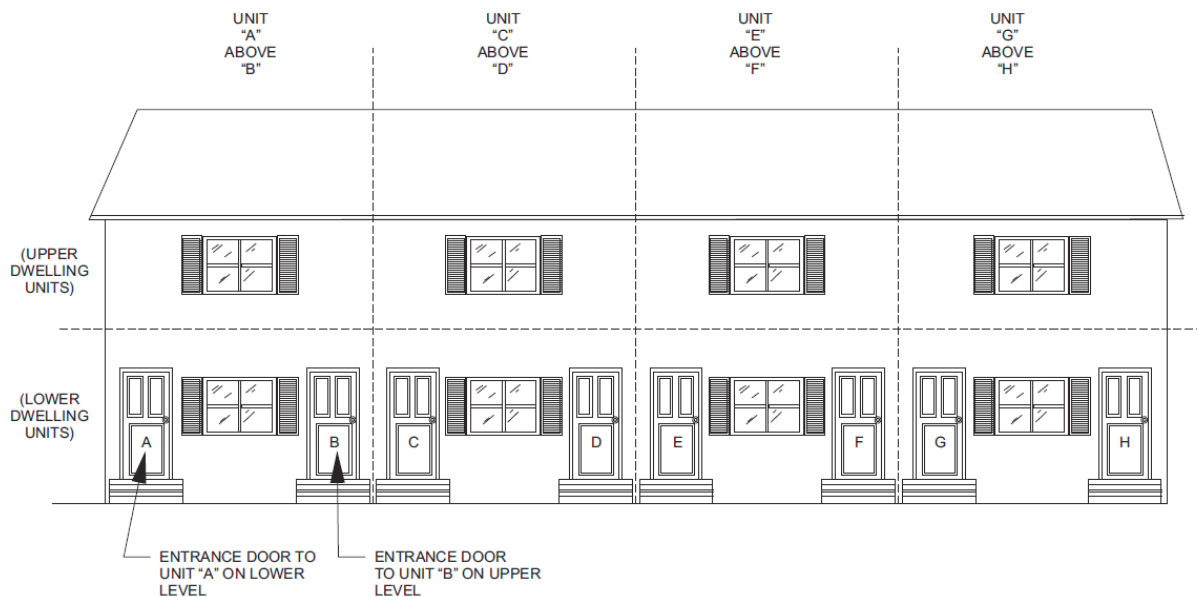 UNIT
“A”
ABOVE
“B”
UNIT
“C”
ABOVE
“D”
UNIT
“E”
ABOVE
“F”
UNIT
“G”
ABOVE
“H”
(UPPER
DWELLING
UNITS)
(LOWER
DWELLING
UNITS)
A
B
C
D
E
F
G
H
ENTRANCE DOOR TO
UNIT “A” ON LOWER
LEVEL
ENTRANCE DOOR
TO UNIT “B” ON UPPER
LEVEL